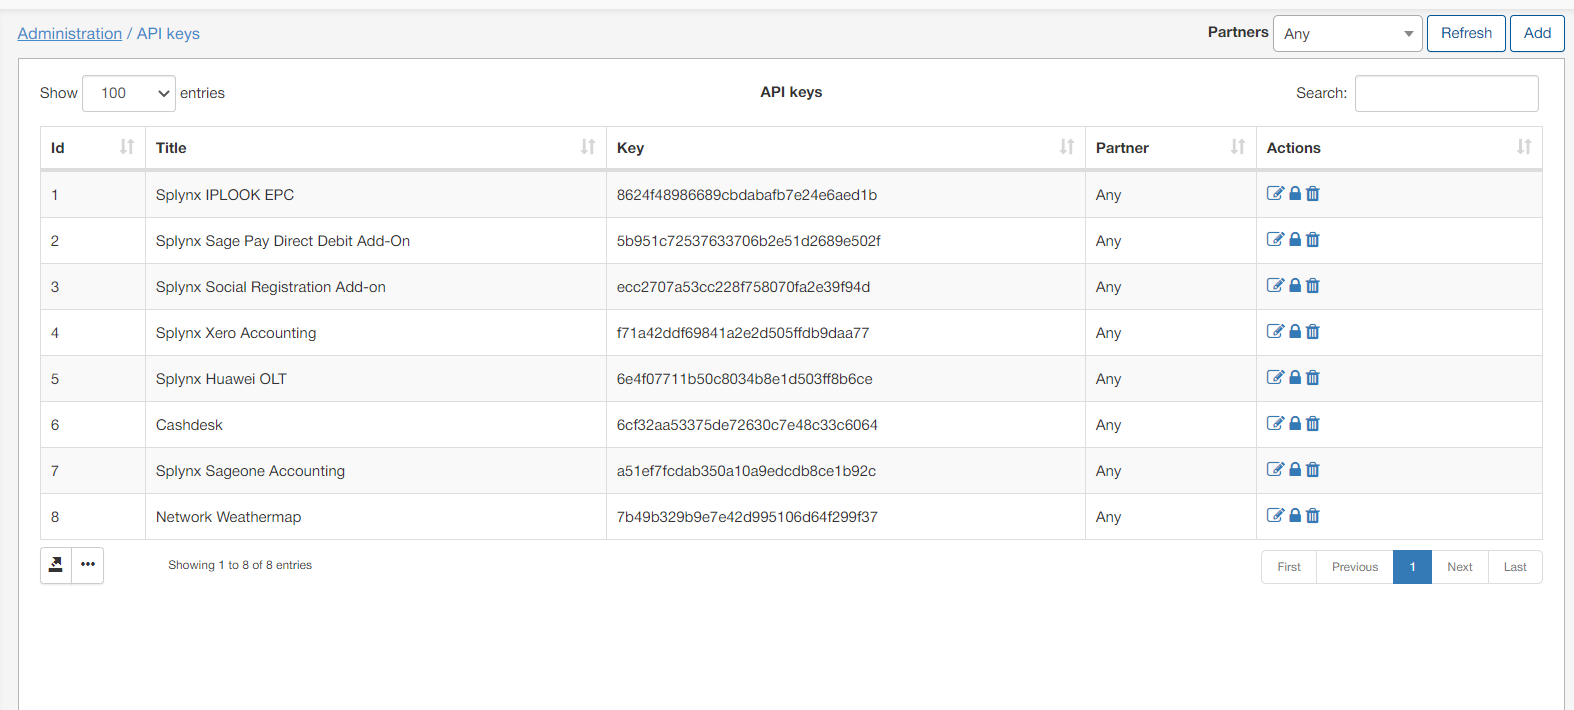 Administration / API keys
Partners Any Refresh Add
Show 100 entries
API keys
Search:
Id Title Key Partner Actions
1 Splynx IPLOOK EPC 8624f48986689cbdabafb7e24e6aed1b Any
2 Splynx Sage Pay Direct Debit Add-On 5b951c72537633706b2e51d2689e502f Any
3 Splynx Social Registration Add-on ecc2707a53cc228f758070fa2e39f94d Any
4 Splynx Xero Accounting f71a42ddf69841a2e2d505ffdb9daa77 Any
5 Splynx Huawei OLT 6e4f07711b50c8034b8e1d503ff8b6ce Any
6 Cashdesk 6cf32aa53375de72630c7e48c33c6064 Any
7 Splynx Sageone Accounting a51ef7fcdab350a10a9edcdb8ce1b92c Any
8 Network Weathermap 7b49b329b9e7e42d995106d64f299f37 Any
Showing 1 to 8 of 8 entries
First Previous 1 Next Last